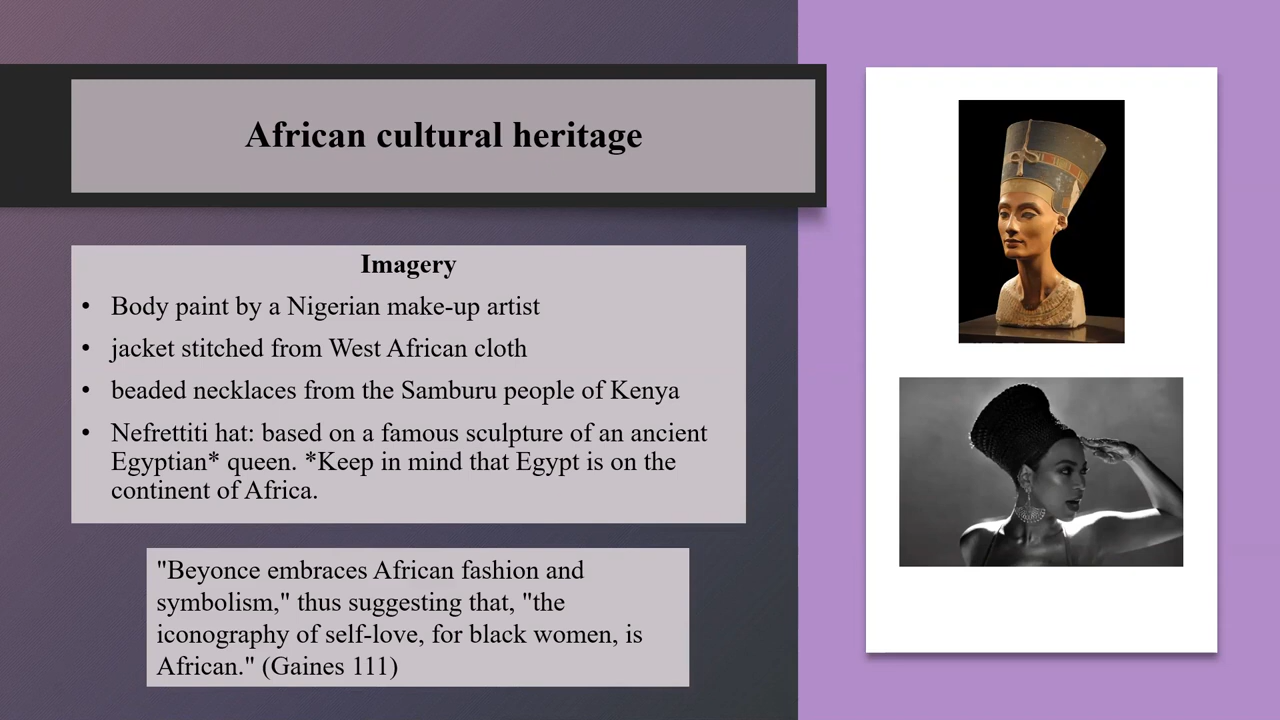 African cultural heritage
Imagery
• Body paint by a Nigerian make-up artist
• jacket stitched from West African cloth
• beaded necklaces from the Samburu people of Kenya
• Nefrettiti hat: based on a famous sculpture of an ancient
Egyptian* queen. *Keep in mind that Egypt is on the
continent of Africa.
"Beyonce embraces African fashion and
symbolism," thus suggesting that, "the
iconography of self-love, for black women, is
African." (Gaines 111)